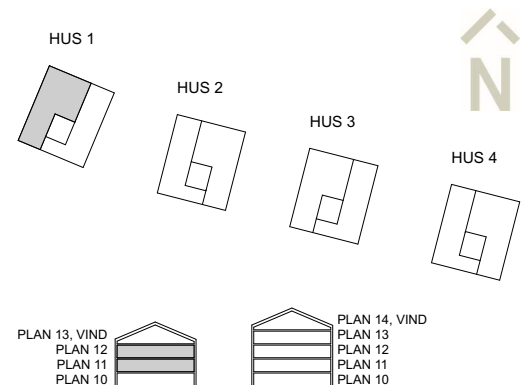 HUS 1
HUS 2
HUS 3
HUS 4
N
PLAN 13, VIND
PLAN 12
PLAN 11
PLAN 10
PLAN 14, VIND
PLAN 13
PLAN 12
PLAN 11
PLAN 10